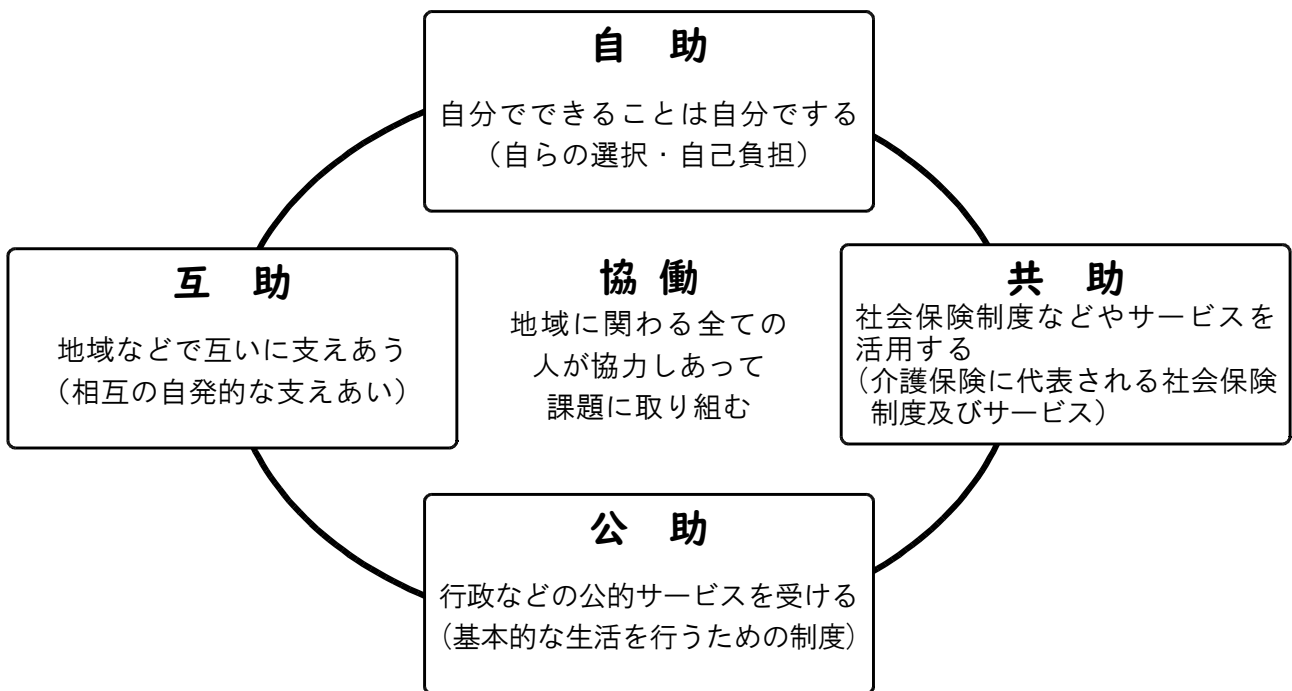 自　助
自分でできることは自分でする
（自らの選択・自己負担）
互　助
地域などで互いに支えあう
（相互の自発的な支えあい）
協 働
地域に関わる全ての
人が協力しあって
課題に取り組む
共　助
社会保険制度などやサービスを
活用する
（介護保険に代表される社会保険
制度及びサービス）
公　助
行政などの公的サービスを受ける
（基本的な生活を行うための制度）